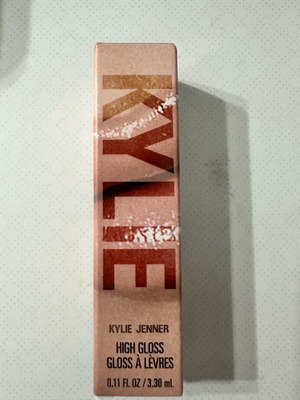 KYLIE
KYLIE JENNER
HIGH GLOSS
GLOSS À LÈVRES
0.11 FL OZ / 3.30 mL